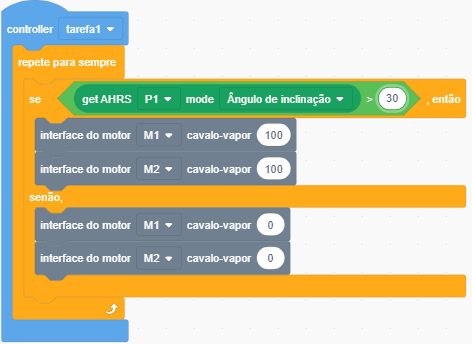 controller tarefa1
repete para sempre
se getAHRS P1 mode Ângulo de inclinação > 30 , então
interface do motor M1 cavalo-vapor 100
interface do motor M2 cavalo-vapor 100
senão,
interface do motor M1 cavalo-vapor 0
interface do motor M2 cavalo-vapor 0